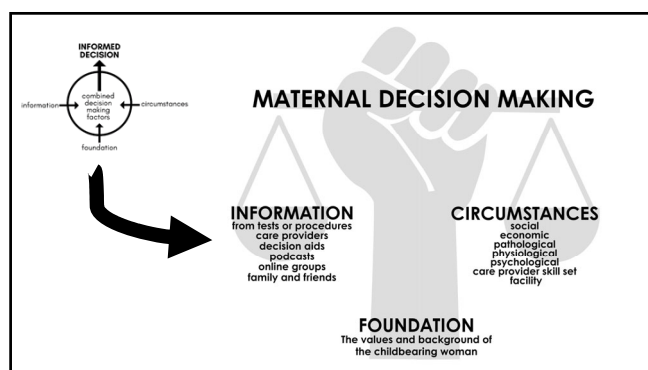 INFORMED
DECISION
information
combined
decision
making
factors
circumstances
foundation
MATERNAL DECISION MAKING
INFORMATION
from tests or procedures
care providers
decision aids
podcasts
online groups
family and friends
CIRCUMSTANCES
social
economic
pathological
physiological
psychological
care provider skill set
facility
FOUNDATION
The values and background of
the childbearing woman